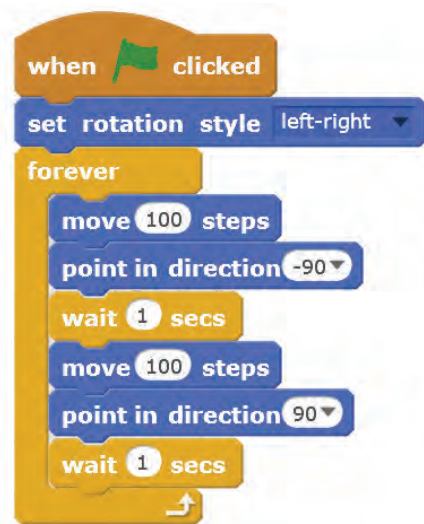 when clicked
set rotation style left-right
forever
move 100 steps
point in direction -90
wait 1 secs
move 100 steps
point in direction 90
wait 1 secs